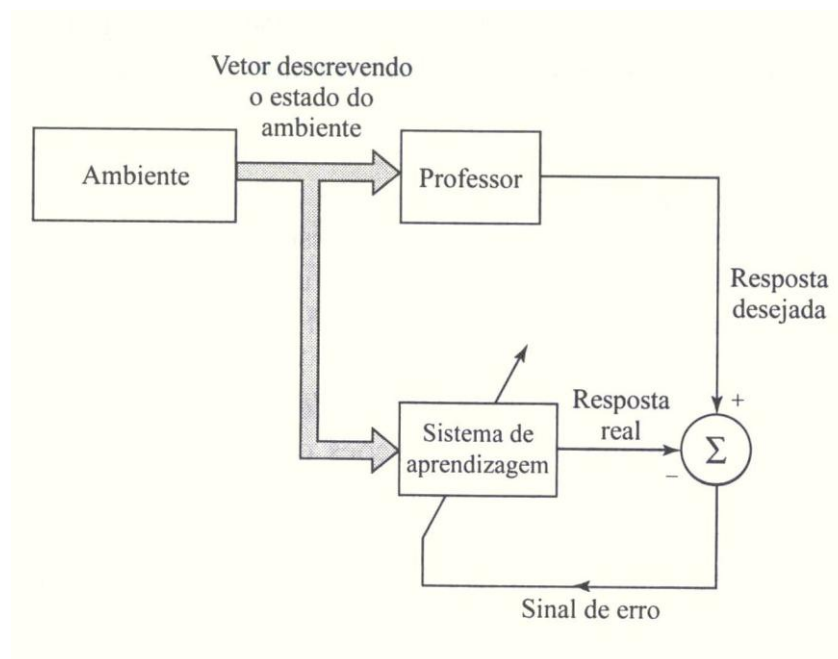 Vetor descrevendo
o estado do
ambiente
Ambiente
Professor
Resposta
desejada
+
Resposta
real
Sistema de
aprendizagem
Σ
−
Sinal de erro